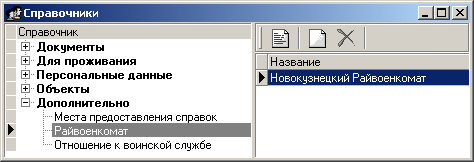 Справочники
Справочник
Документы
Для проживания
Персональные данные
Объекты
Дополнительно
Места предоставления справок
Райвоенкомат
Отношение к воинской службе
Название
Новокузнецкий Райвоенкомат